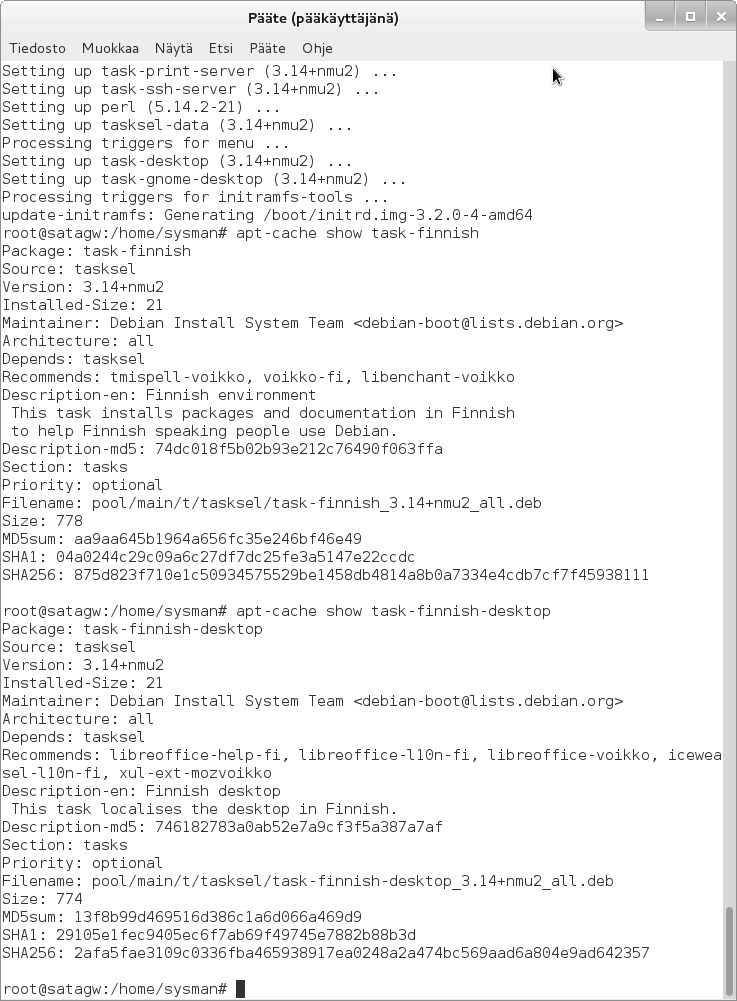 Pääte (pääkäyttäjänä)
Tiedosto Muokkaa Näytä Etsi Pääte Ohje
Setting up task-print-server (3.14+nmu2) ...
Setting up task-ssh-server (3.14+nmu2) ...
Setting up perl (5.14.2-21) ...
Setting up tasksel-data (3.14+nmu2) ...
Processing triggers for menu ...
Setting up task-desktop (3.14+nmu2) ...
Setting up task-gnome-desktop (3.14+nmu2) ...
Processing triggers for initramfs-tools ...
update-initramfs: Generating /boot/initrd.img-3.2.0-4-amd64
root@satagw:/home/sysman# apt-cache show task-finnish
Package: task-finnish
Source: tasksel
Version: 3.14+nmu2
Installed-Size: 21
Maintainer: Debian Install System Team <debian-boot@lists.debian.org>
Architecture: all
Depends: tasksel
Recommends: tmispell-voikko, voikko-fi, libenchant-voikko
Description-en: Finnish environment
 This task installs packages and documentation in Finnish
 to help Finnish speaking people use Debian.
Description-md5: 74dc018f5b02b93e212c76490f063ffa
Section: tasks
Priority: optional
Filename: pool/main/t/tasksel/task-finnish_3.14+nmu2_all.deb
Size: 778
MD5sum: aa9aa645b1964a656fc35e246bf46e49
SHA1: 04a0244c29c09a6c27df7dc25fe3a5147e22ccdc
SHA256: 875d823f710e1c50934575529be1458db4814a8b0a7334e4cdb7cf7f45938111
root@satagw:/home/sysman# apt-cache show task-finnish-desktop
Package: task-finnish-desktop
Source: tasksel
Version: 3.14+nmu2
Installed-Size: 21
Maintainer: Debian Install System Team <debian-boot@lists.debian.org>
Architecture: all
Depends: tasksel
Recommends: libreoffice-help-fi, libreoffice-l10n-fi, libreoffice-voikko, icewea
sel-l10n-fi, xul-ext-mozvoikko
Description-en: Finnish desktop
 This task localises the desktop in Finnish.
Description-md5: 746182783a0ab52e7a9cf3f5a387a7af
Section: tasks
Priority: optional
Filename: pool/main/t/tasksel/task-finnish-desktop_3.14+nmu2_all.deb
Size: 774
MD5sum: 13f8b99d469516d386c1a6d066a469d9
SHA1: 29105e1fec9405ec6f7ab69f49745e7882b88b3d
SHA256: 2afa5fae3109c0336fba465938917ea0248a2a474bc569aad6a804e9ad642357
root@satagw:/home/sysman#